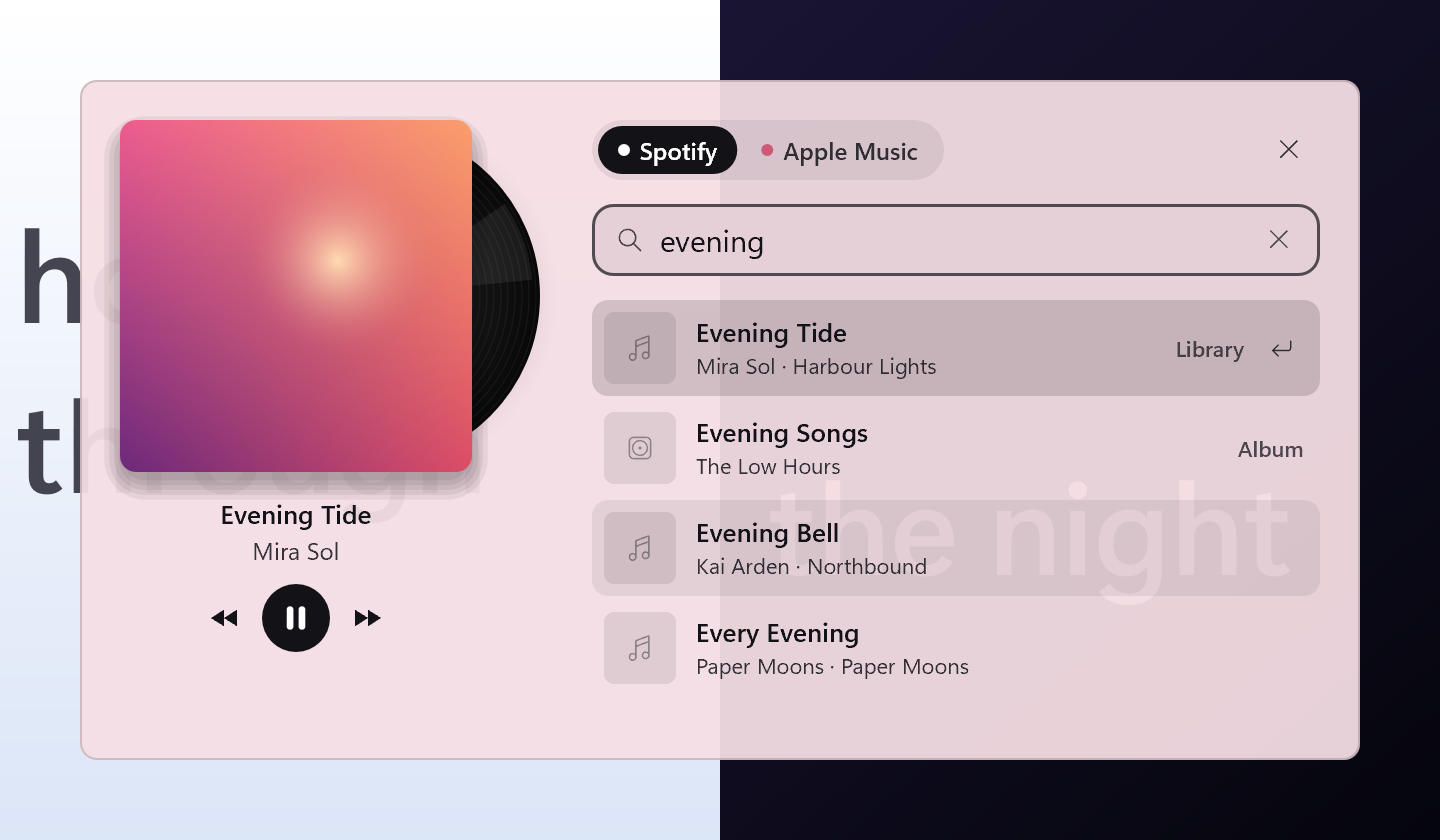 Spotify
Apple Music
evening
Evening Tide
Mira Sol · Harbour Lights
Library
Evening Songs
The Low Hours
Album
Evening Bell
Kai Arden · Northbound
Every Evening
Paper Moons · Paper Moons
Evening Tide
Mira Sol
through
the night